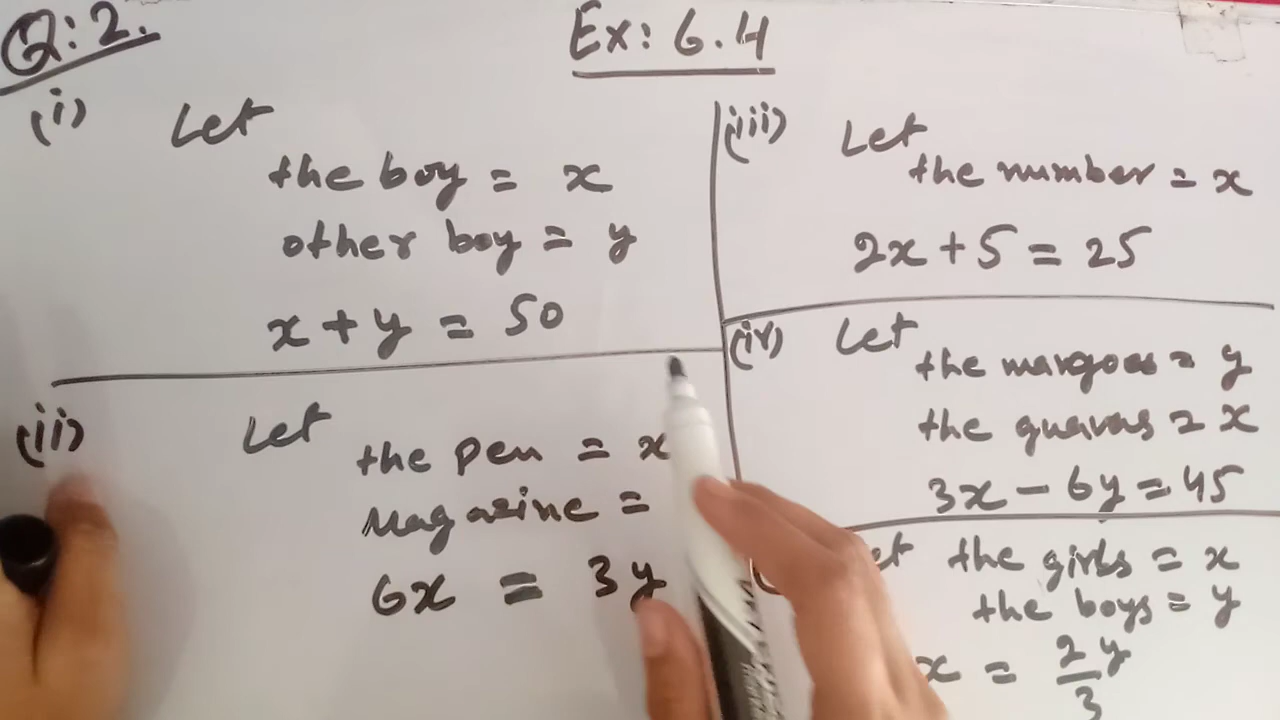 Q:2.
Ex: 6.4
(i) Let
the boy = x
other boy = y
x + y = 50
(ii) Let
the pen = x
Magazine =
6x = 3y
(iii) Let
the number = x
2x + 5 = 25
(iv) Let
the mangoes = y
the guavas = x
3x - 6y = 45
the girls = x
the boys = y
x = 2y/3